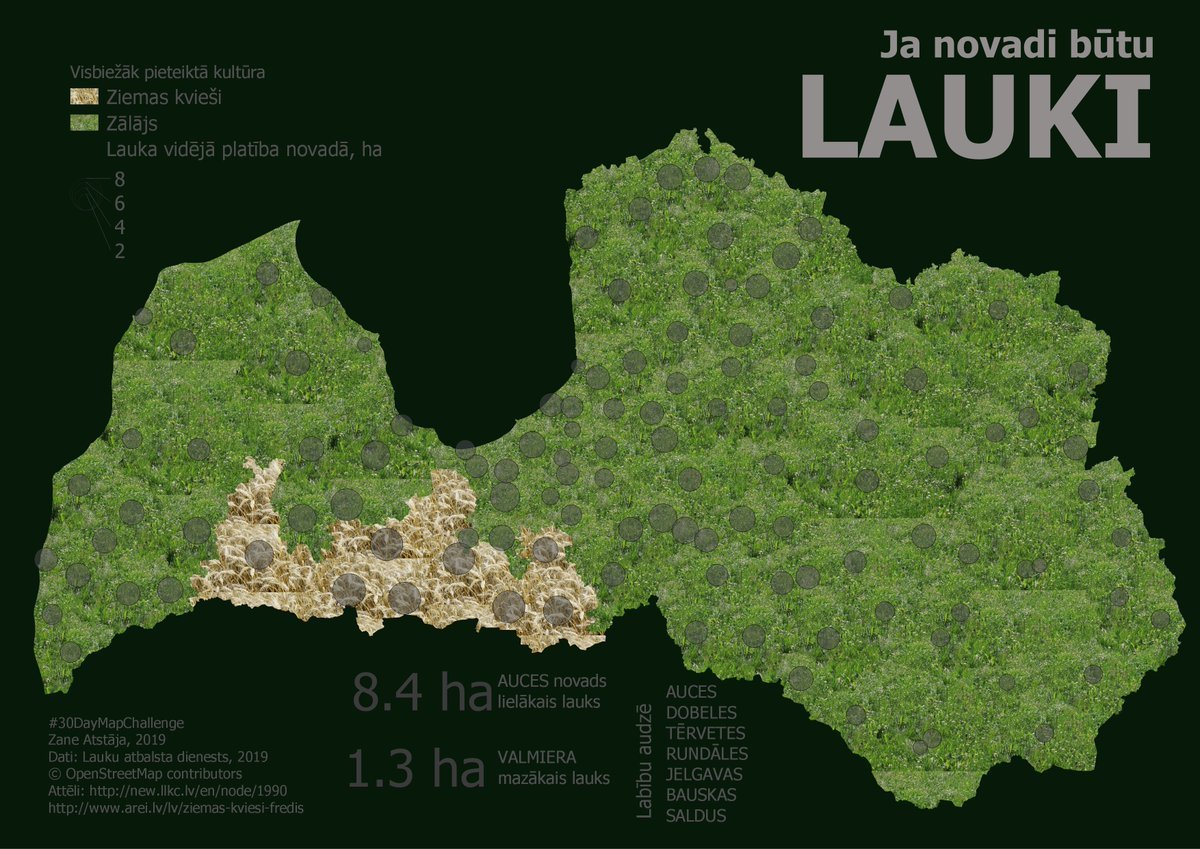 Ja novadi būtu
LAUKI
Visbiežāk pieteiktā kultūra
Ziemas kvieši
Zālājs
Lauka vidējā platība novadā, ha
8
6
4
2
8.4 ha
AUCES novads
lielākais lauks
1.3 ha
VALMIERA
mazākais lauks
Labību audzē
AUCES
DOBELES
TĒRVETES
RUNDĀLES
JELGAVAS
BAUSKAS
SALDUS
#30DayMapChallenge
Zane Atstāja, 2019
Dati: Lauku atbalsta dienests, 2019
© OpenStreetMap contributors
Attēli: http://new.llkc.lv/en/node/1990
http://www.arei.lv/lv/ziemas-kviesi-fredis